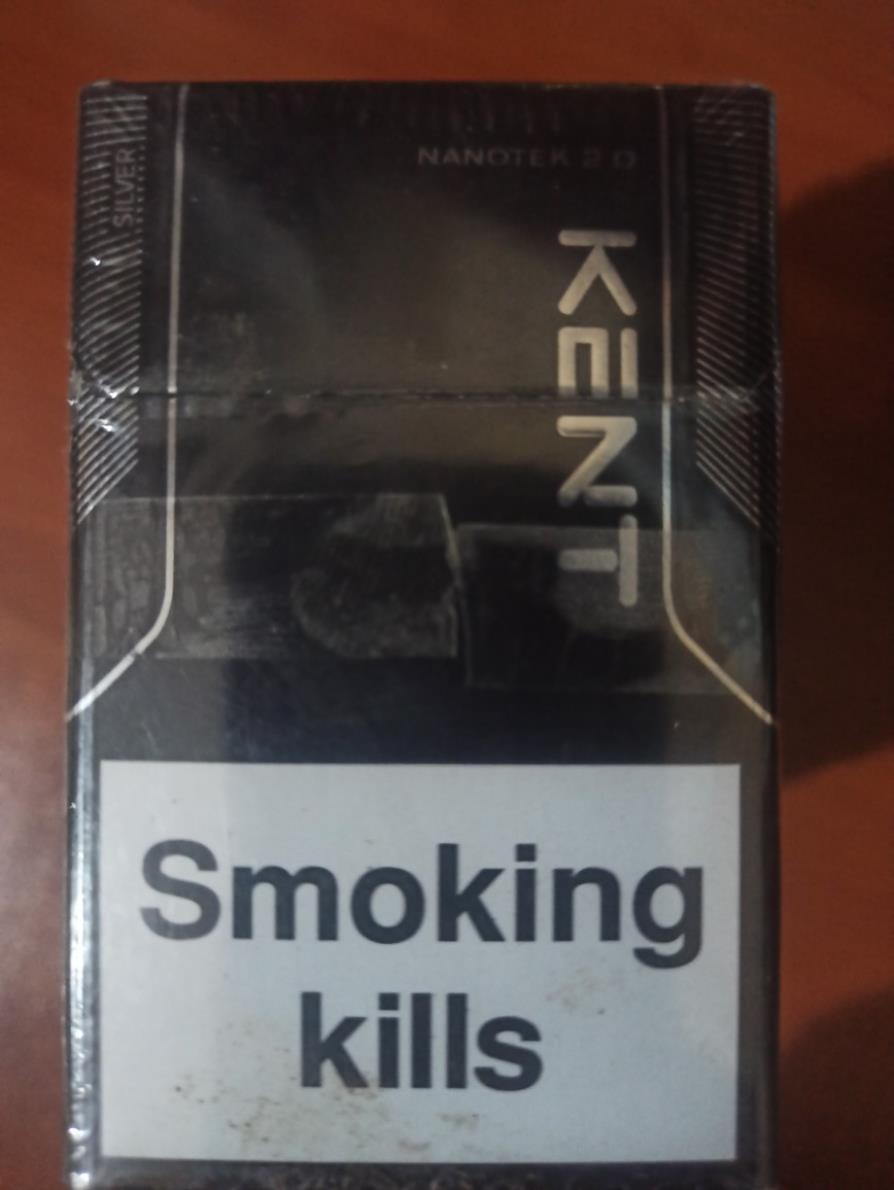 NANOTEK 2.0
SILVER
KENT
Smoking
kills